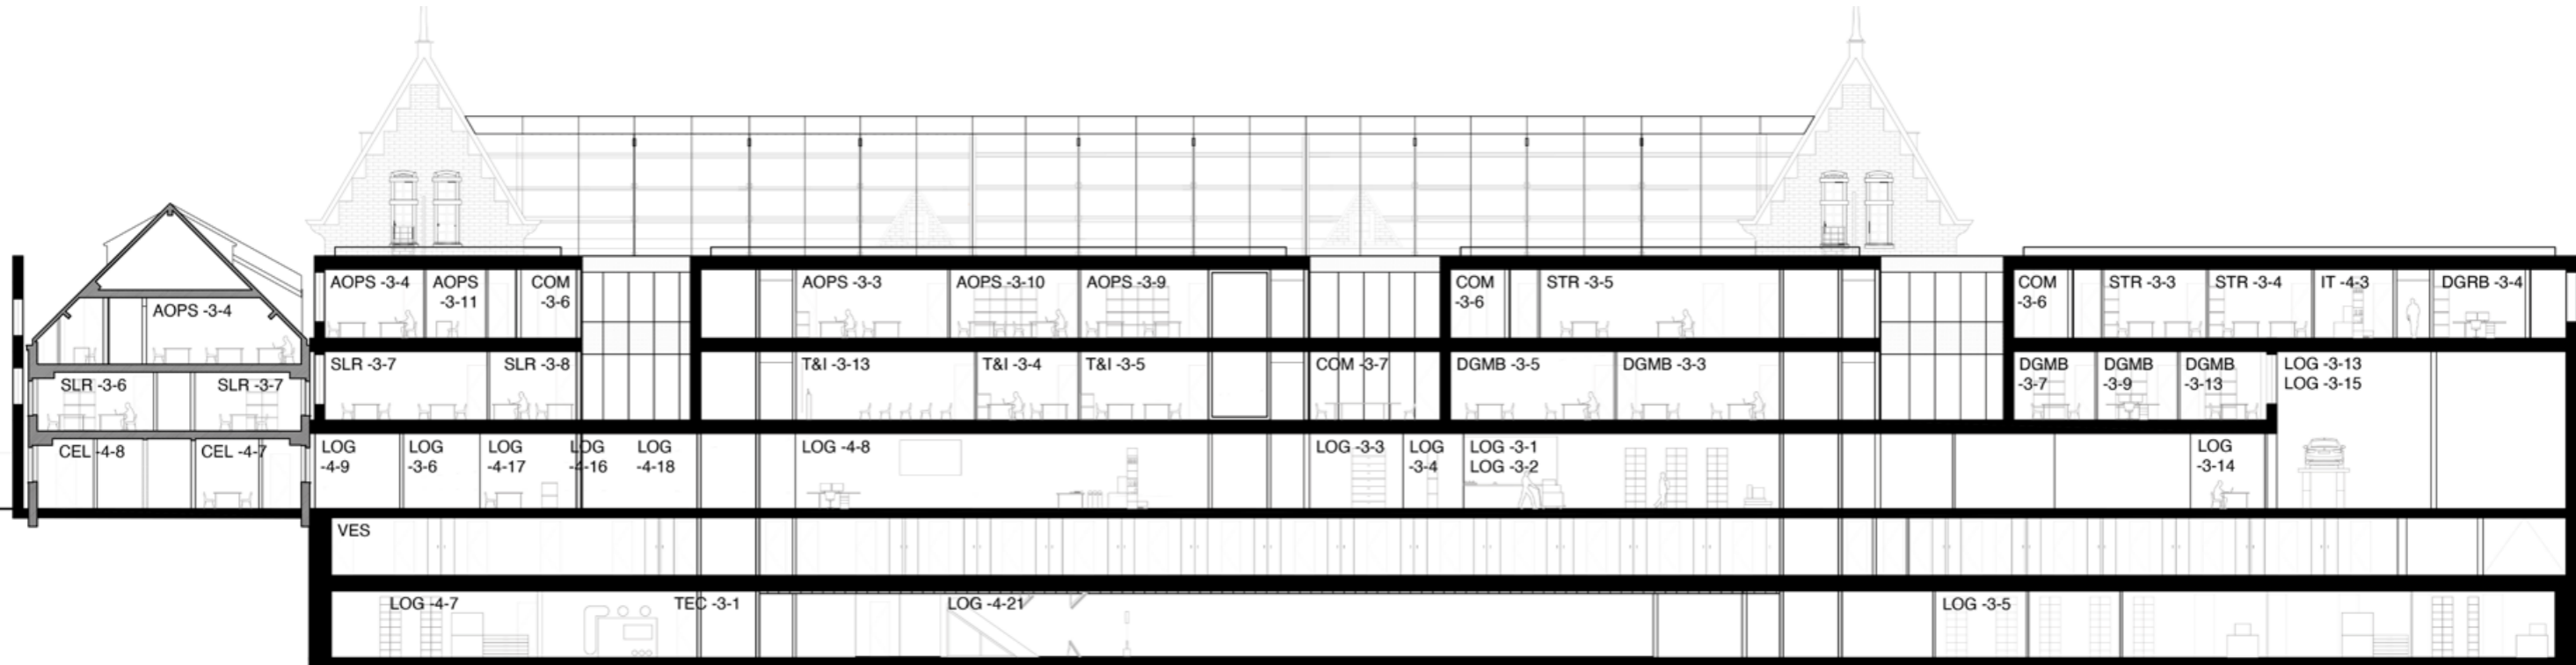 AOPS -3-4
AOPS
-3-11
COM
-3-6
AOPS -3-3
AOPS -3-10
AOPS -3-9
COM
-3-6
STR -3-5
COM
-3-6
STR -3-3
STR -3-4
IT -4-3
DGRB -3-4
AOPS -3-4
SLR -3-7
SLR -3-8
T&I -3-13
T&I -3-4
T&I -3-5
COM -3-7
DGMB -3-5
DGMB -3-3
DGMB
-3-7
DGMB
-3-9
DGMB
-3-13
LOG -3-13
LOG -3-15
SLR -3-6
SLR -3-7
CEL -4-8
CEL -4-7
LOG
-4-9
LOG
-3-6
LOG
-4-17
LOG
-4-16
LOG
-4-18
LOG -4-8
LOG -3-3
LOG
-3-4
LOG -3-1
LOG -3-2
LOG
-3-14
VES
LOG -4-7
TEC -3-1
LOG -4-21
LOG -3-5